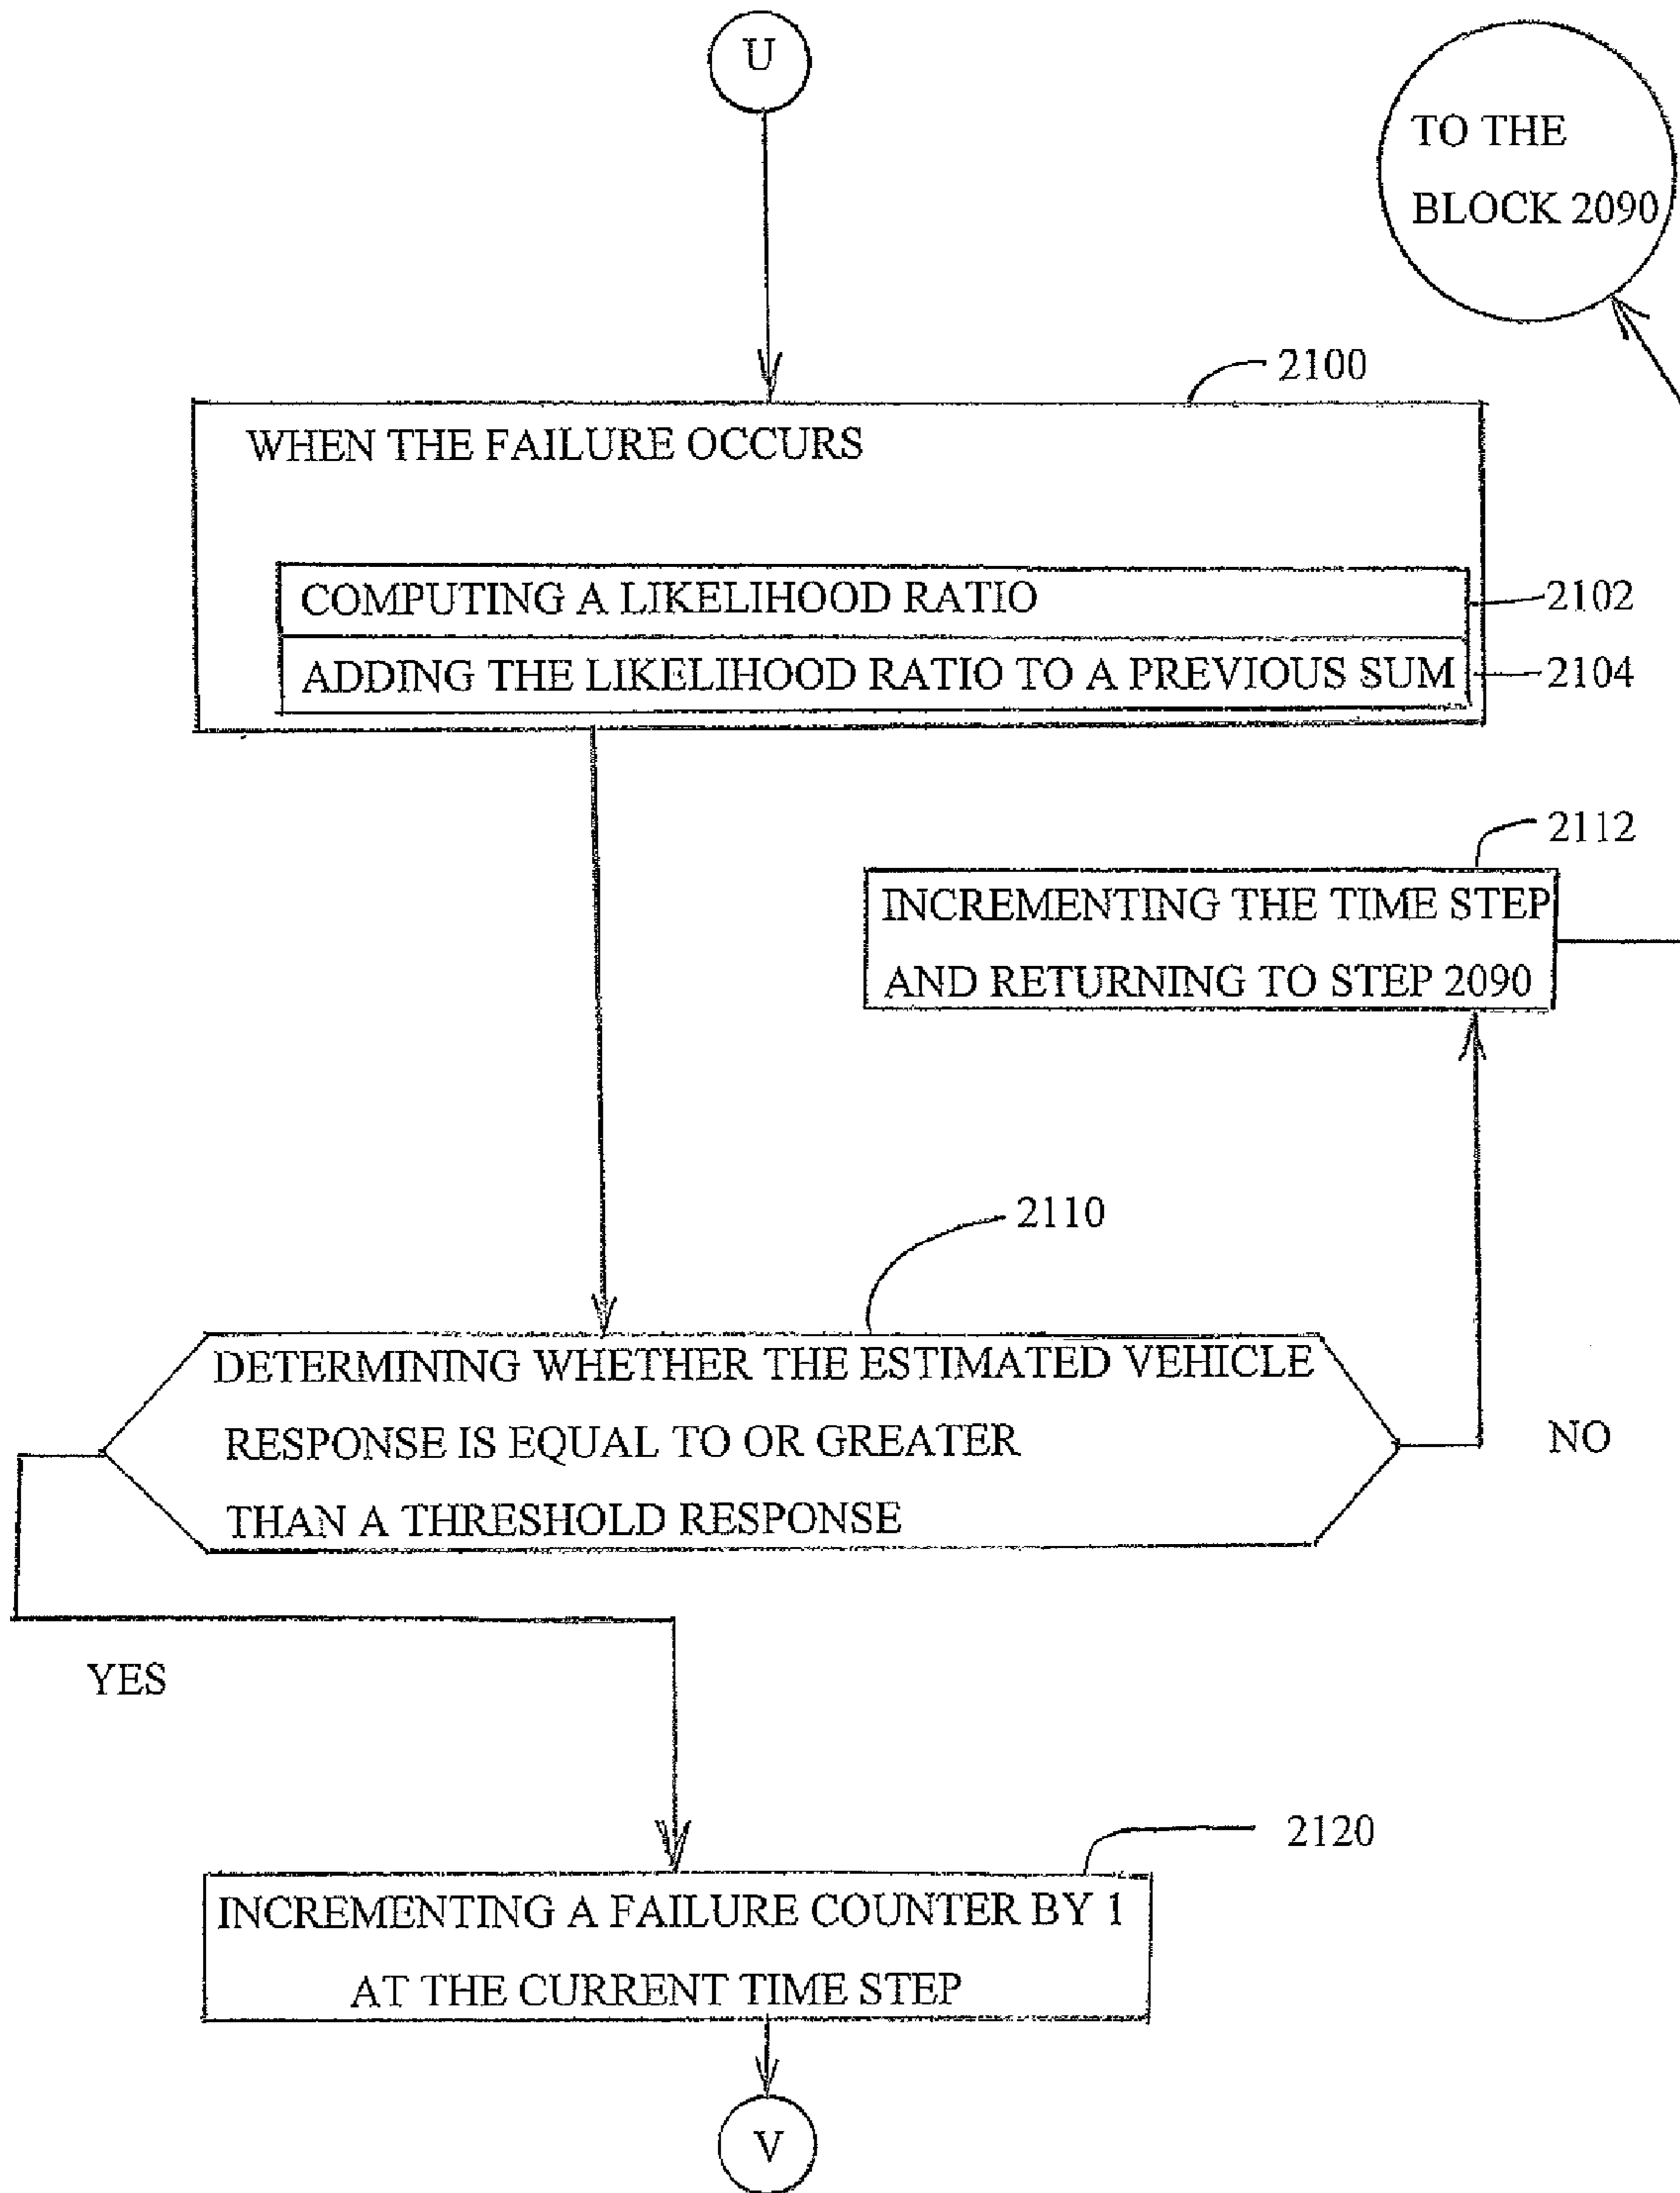 U
TO THE
BLOCK 2090
2100
WHEN THE FAILURE OCCURS
COMPUTING A LIKELIHOOD RATIO
2102
ADDING THE LIKELIHOOD RATIO TO A PREVIOUS SUM
2104
2112
INCREMENTING THE TIME STEP
AND RETURNING TO STEP 2090
2110
DETERMINING WHETHER THE ESTIMATED VEHICLE
RESPONSE IS EQUAL TO OR GREATER
THAN A THRESHOLD RESPONSE
NO
YES
2120
INCREMENTING A FAILURE COUNTER BY 1
AT THE CURRENT TIME STEP
V